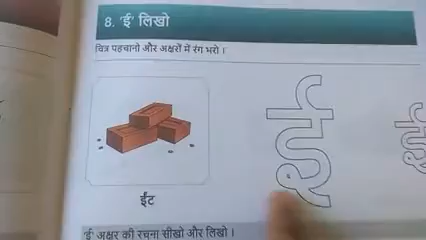 8. 'ई' लिखो
चित्र पहचानो और अक्षरों में रंग भरो ।
ई
ई
ईंट
'ई' अक्षर की रचना सीखो और लिखो ।